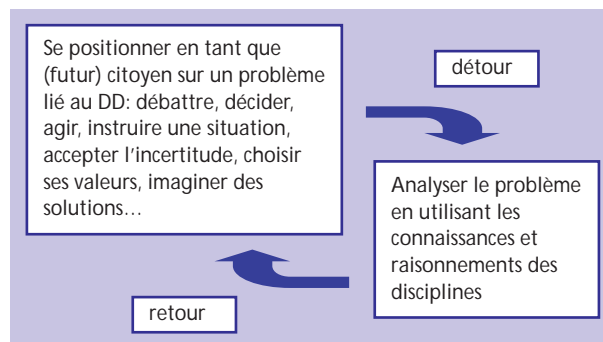 Se positionner en tant que
(futur) citoyen sur un problème
lié au DD: débattre, décider,
agir, instruire une situation,
accepter l'incertitude, choisir
ses valeurs, imaginer des
solutions…
détour
Analyser le problème
en utilisant les
connaissances et
raisonnements des
disciplines
retour